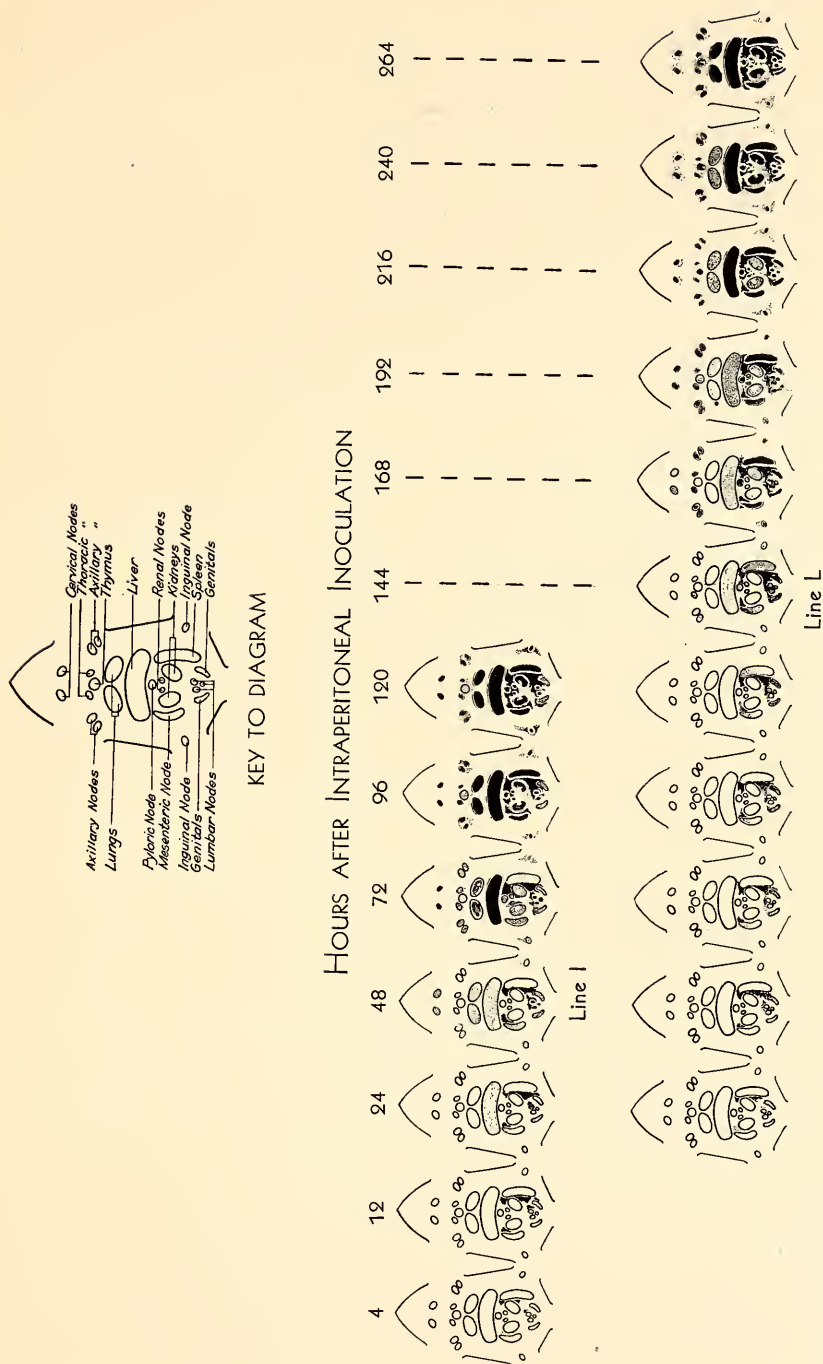 Cervical Nodes
Thoracic "
Axillary "
Thymus
Liver
Renal Nodes
Kidneys
Inguinal Node
Spleen
Genitals
Axillary Nodes
Lungs
Pyloric Node
Mesenteric Node
Inguinal Node
Genitals
Lumbar Nodes
KEY TO DIAGRAM
HOURS AFTER INTRAPERITONEAL INOCULATION
4 12 24 48 72 96 120 144 168 192 216 240 264
Line I
Line L